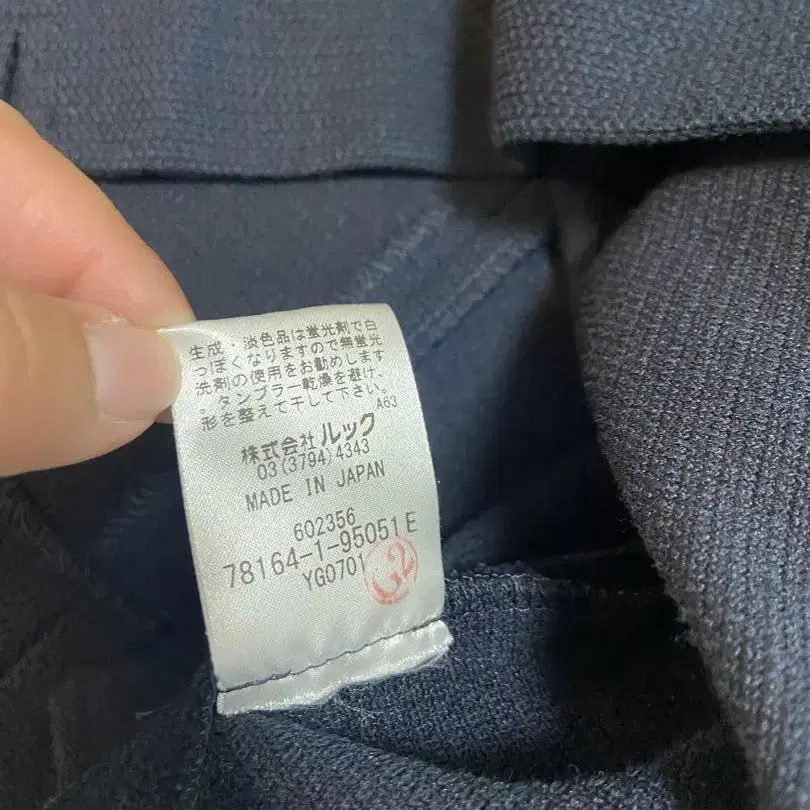 生成・淡色品は蛍光剤で白
っぽくなりますので無蛍光
洗剤の使用をお勧めします
。タンブラー乾燥を避け、
形を整えて干して下さい。
A63
株式会社 ルック
03(3794)4343
MADE IN JAPAN
602356
78164-1-95051E
YG0701
G2